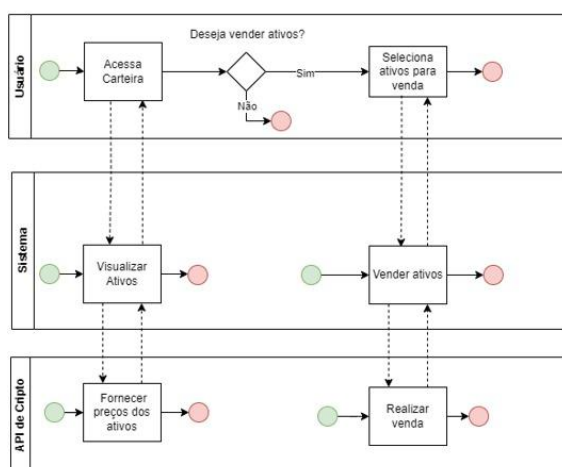 Deseja vender ativos?
Usuário
Acessa
Carteira
Sim
Não
Seleciona
ativos para
venda
Sistema
Visualizar
Ativos
Vender ativos
API de Cripto
Fornecer
preços dos
ativos
Realizar
venda